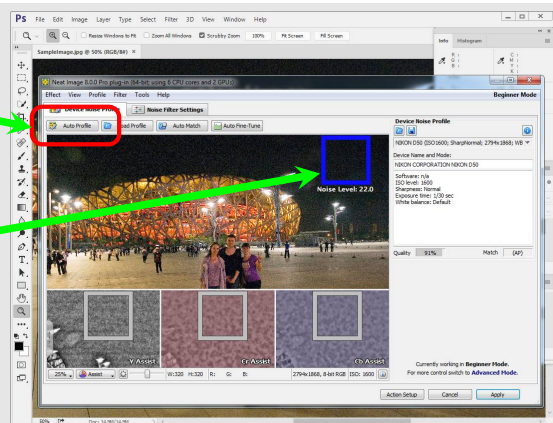 Ps File Edit Image Layer Type Select Filter 3D View Window Help
Resize Windows to Fit Zoom All Windows Scrubby Zoom 100% Fit Screen Fill Screen
SampleImage.jpg @ 50% (RGB/8#) ×
Info Histogram
R : C :
G : M :
B : Y :
K :
Neat Image 8.0.0 Pro plug-in (64-bit; using 6 CPU cores and 2 GPUs)
Effect View Profile Filter Tools Help
Beginner Mode
Device Noise Profile Noise Filter Settings
Auto Profile Load Profile Auto Match Auto Fine-Tune
Noise Level: 22.0
Y Assist Cr Assist Cb Assist
25% Assist W:320 H:320 R: G: B: 2794x1868, 8-bit RGB ISO: 1600
Device Noise Profile
NIKON D50 (ISO1600; SharpNormal; 2794x1868; WB
Device Name and Mode:
NIKON CORPORATION NIKON D50
Software: n/a
ISO level: 1600
Sharpness: Normal
Exposure time: 1/30 sec
White balance: Default
Quality 91% Match (AP)
Currently working in Beginner Mode.
For more control switch to Advanced Mode.
Action Setup Cancel Apply
50%